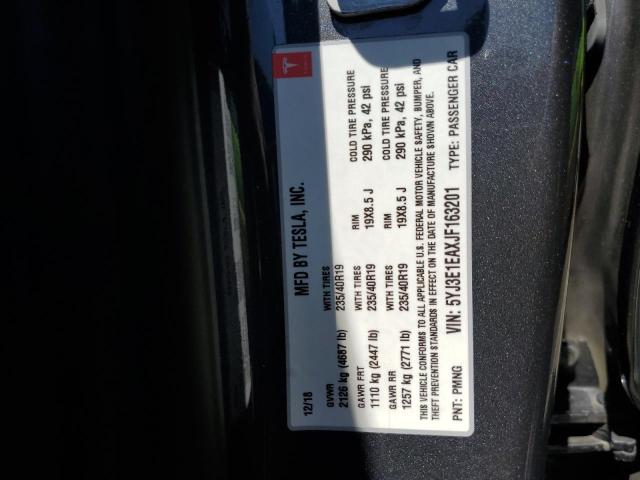 MFD BY TESLA, INC.
12/18
GVWR WITH TIRES
2126 kg (4687 lb) 235/40R19
GAWR FRT WITH TIRES RIM COLD TIRE PRESSURE
1110 kg (2447 lb) 235/40R19 19X8.5 J 290 kPa, 42 psi
GAWR RR WITH TIRES RIM COLD TIRE PRESSURE
1257 kg (2771 lb) 235/40R19 19X8.5 J 290 kPa, 42 psi
THIS VEHICLE CONFORMS TO ALL APPLICABLE U.S. FEDERAL MOTOR VEHICLE SAFETY, BUMPER, AND
THEFT PREVENTION STANDARDS IN EFFECT ON THE DATE OF MANUFACTURE SHOWN ABOVE.
VIN: 5YJ3E1EAXJF163201
PNT: PMNG TYPE: PASSENGER CAR